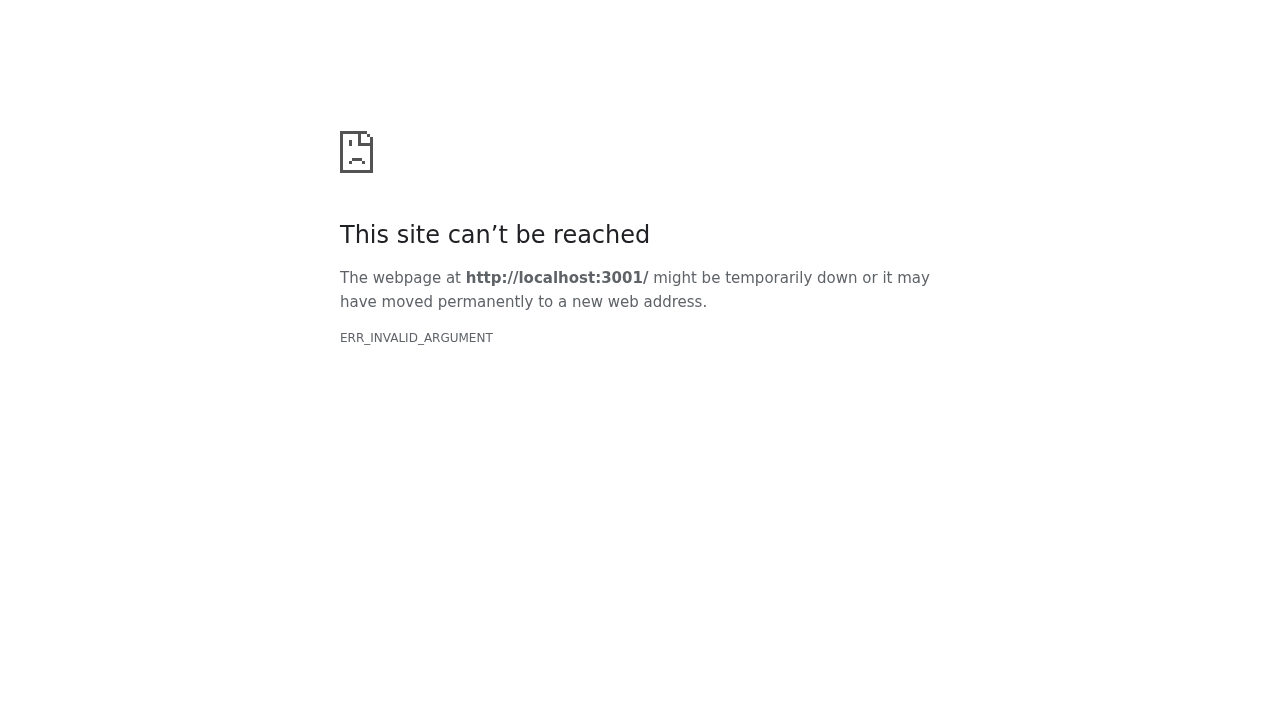 This site can’t be reached
The webpage at http://localhost:3001/ might be temporarily down or it may
have moved permanently to a new web address.
ERR_INVALID_ARGUMENT